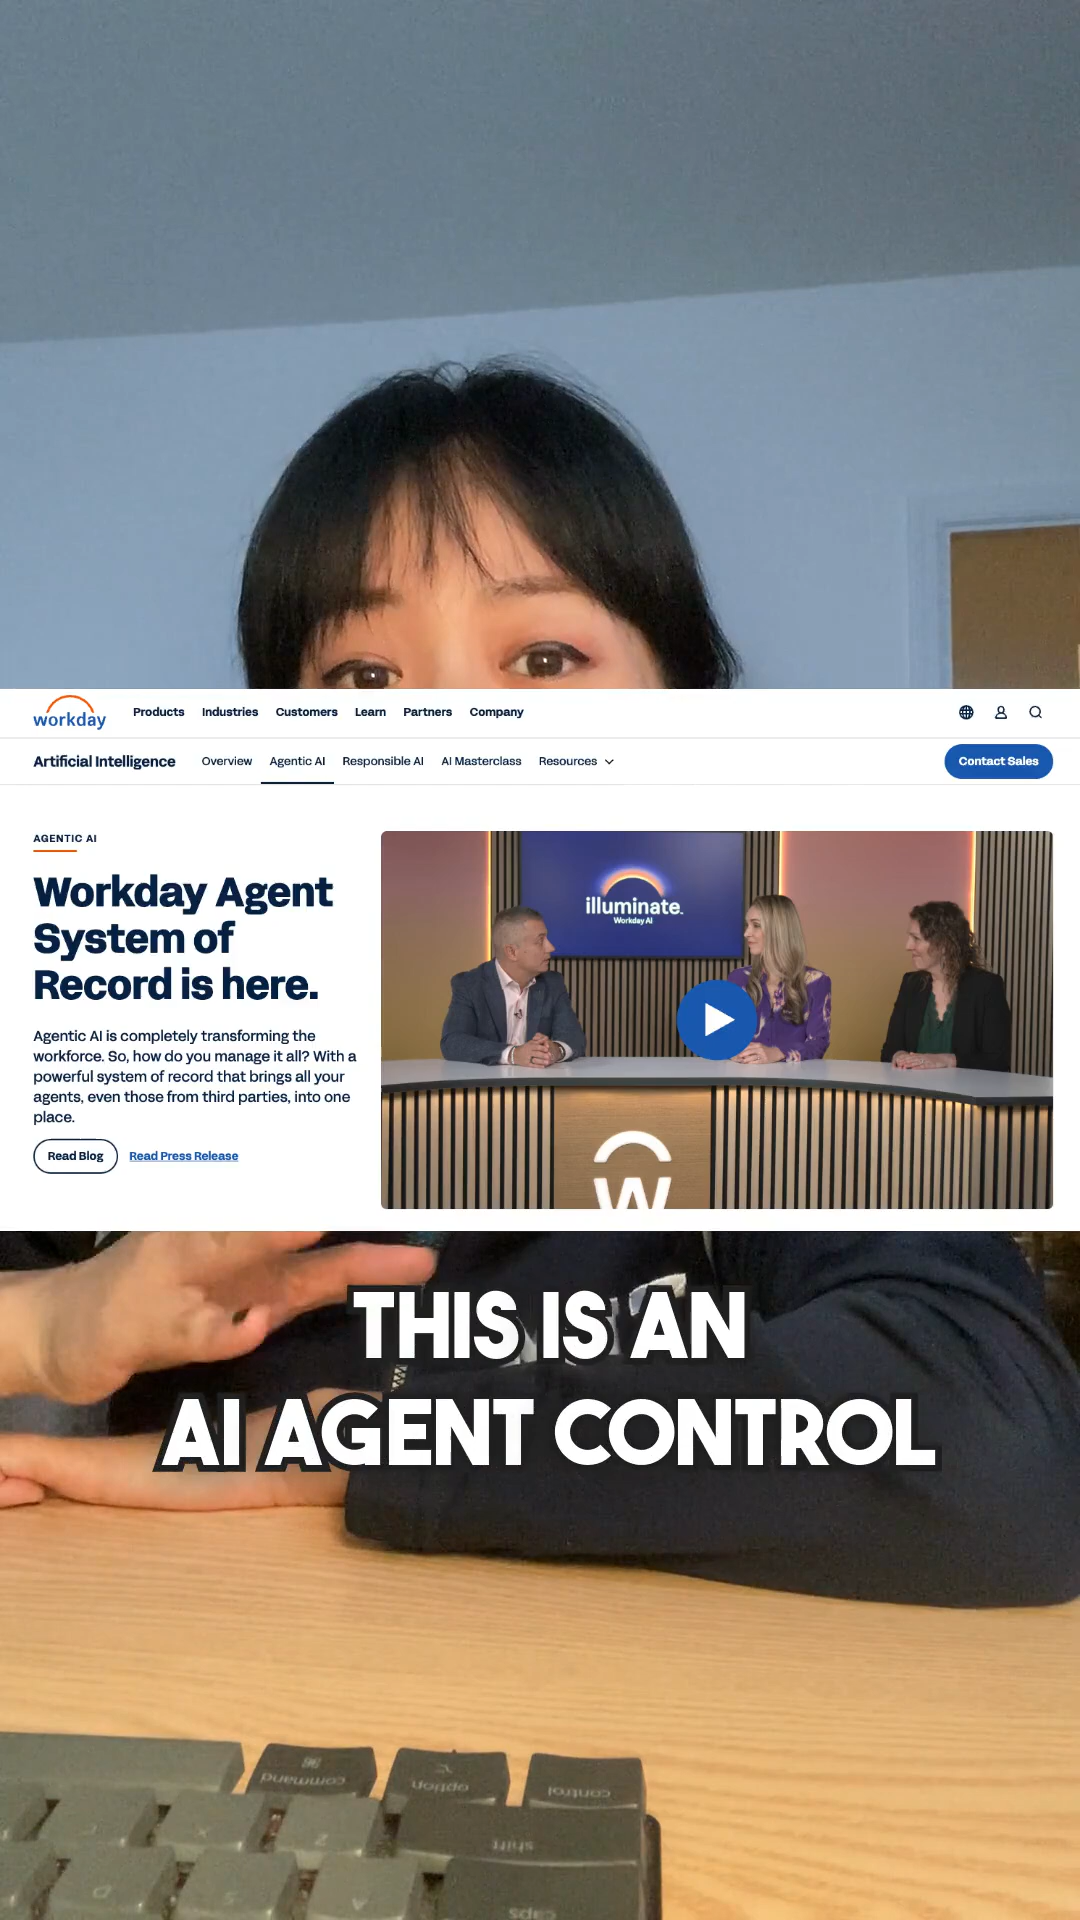 workday
Products Industries Customers Learn Partners Company
Artificial Intelligence Overview Agentic AI Responsible AI AI Masterclass Resources Contact Sales
AGENTIC AI
Workday Agent
System of
Record is here.
Agentic AI is completely transforming the
workforce. So, how do you manage it all? With a
powerful system of record that brings all your
agents, even those from third parties, into one
place.
Read Blog Read Press Release
illuminate.
Workday AI
W
THIS IS AN
AI AGENT CONTROL
command option control
Z shift
S A caps